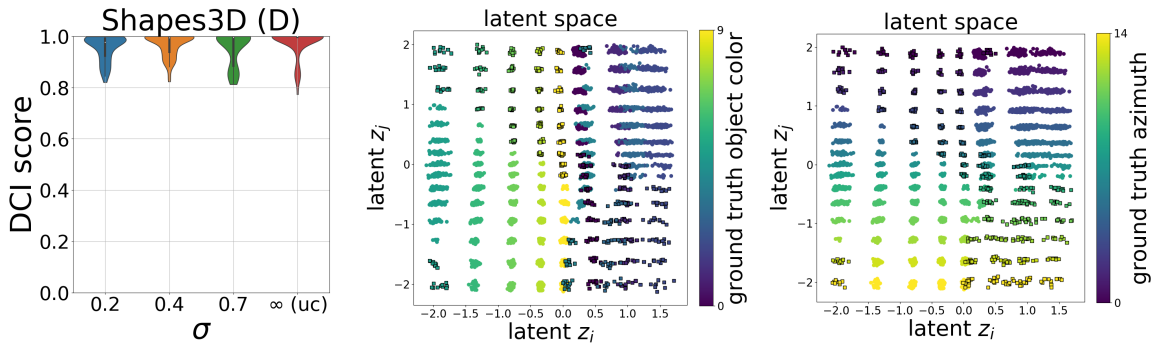 Shapes3D (D)
DCI score
1.0
0.8
0.6
0.4
0.2
0.0
0.2 0.4 0.7 ∞ (uc)
σ
latent space
latent z_j
2
1
0
−1
−2
−2.0 −1.5 −1.0 −0.5 0.0 0.5 1.0 1.5
latent z_i
9
0
ground truth object color
latent space
latent z_j
2
1
0
−1
−2
−2.0 −1.5 −1.0 −0.5 0.0 0.5 1.0 1.5
latent z_i
14
0
ground truth azimuth